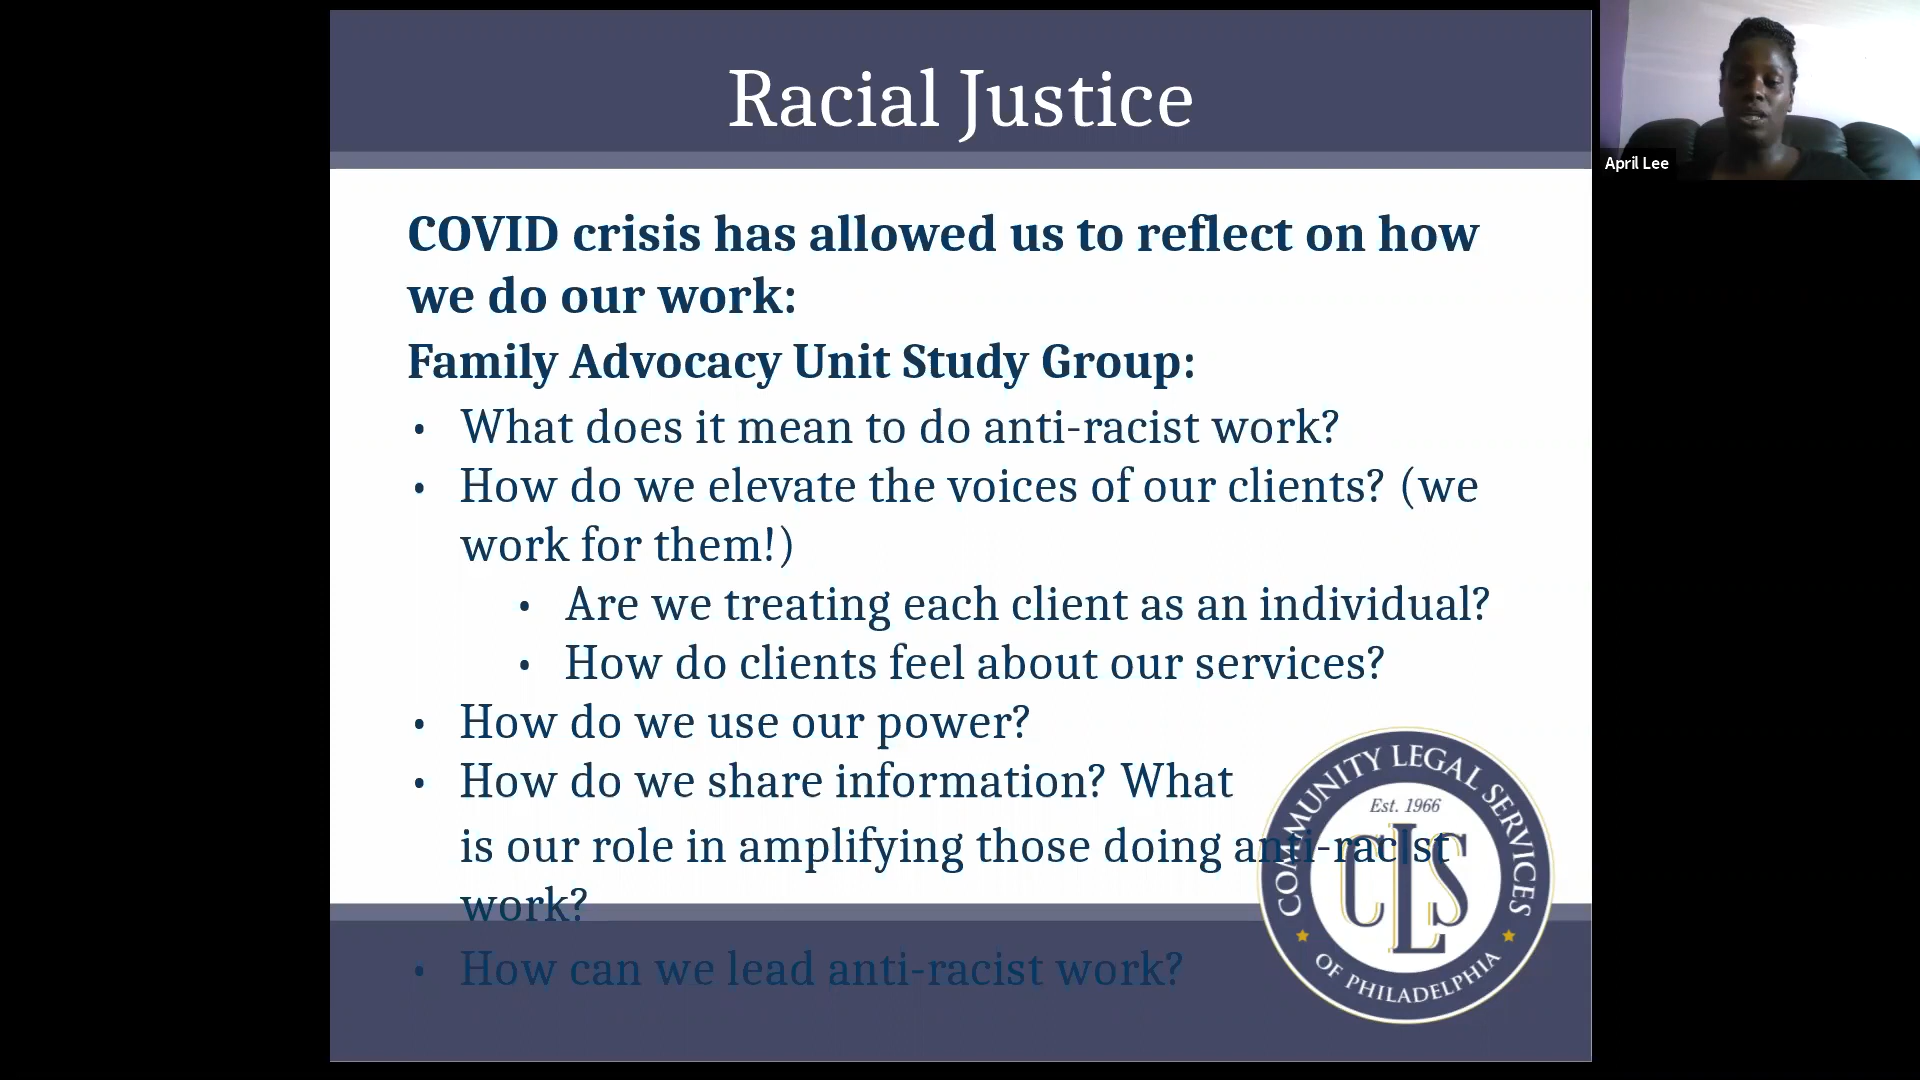 Racial Justice
April Lee
COVID crisis has allowed us to reflect on how
we do our work:
Family Advocacy Unit Study Group:
• What does it mean to do anti-racist work?
• How do we elevate the voices of our clients? (we
work for them!)
• Are we treating each client as an individual?
• How do clients feel about our services?
• How do we use our power?
• How do we share information? What
is our role in amplifying those doing anti-racist
work?
• How can we lead anti-racist work?
COMMUNITY LEGAL SERVICES
Est. 1966
CLS
OF PHILADELPHIA